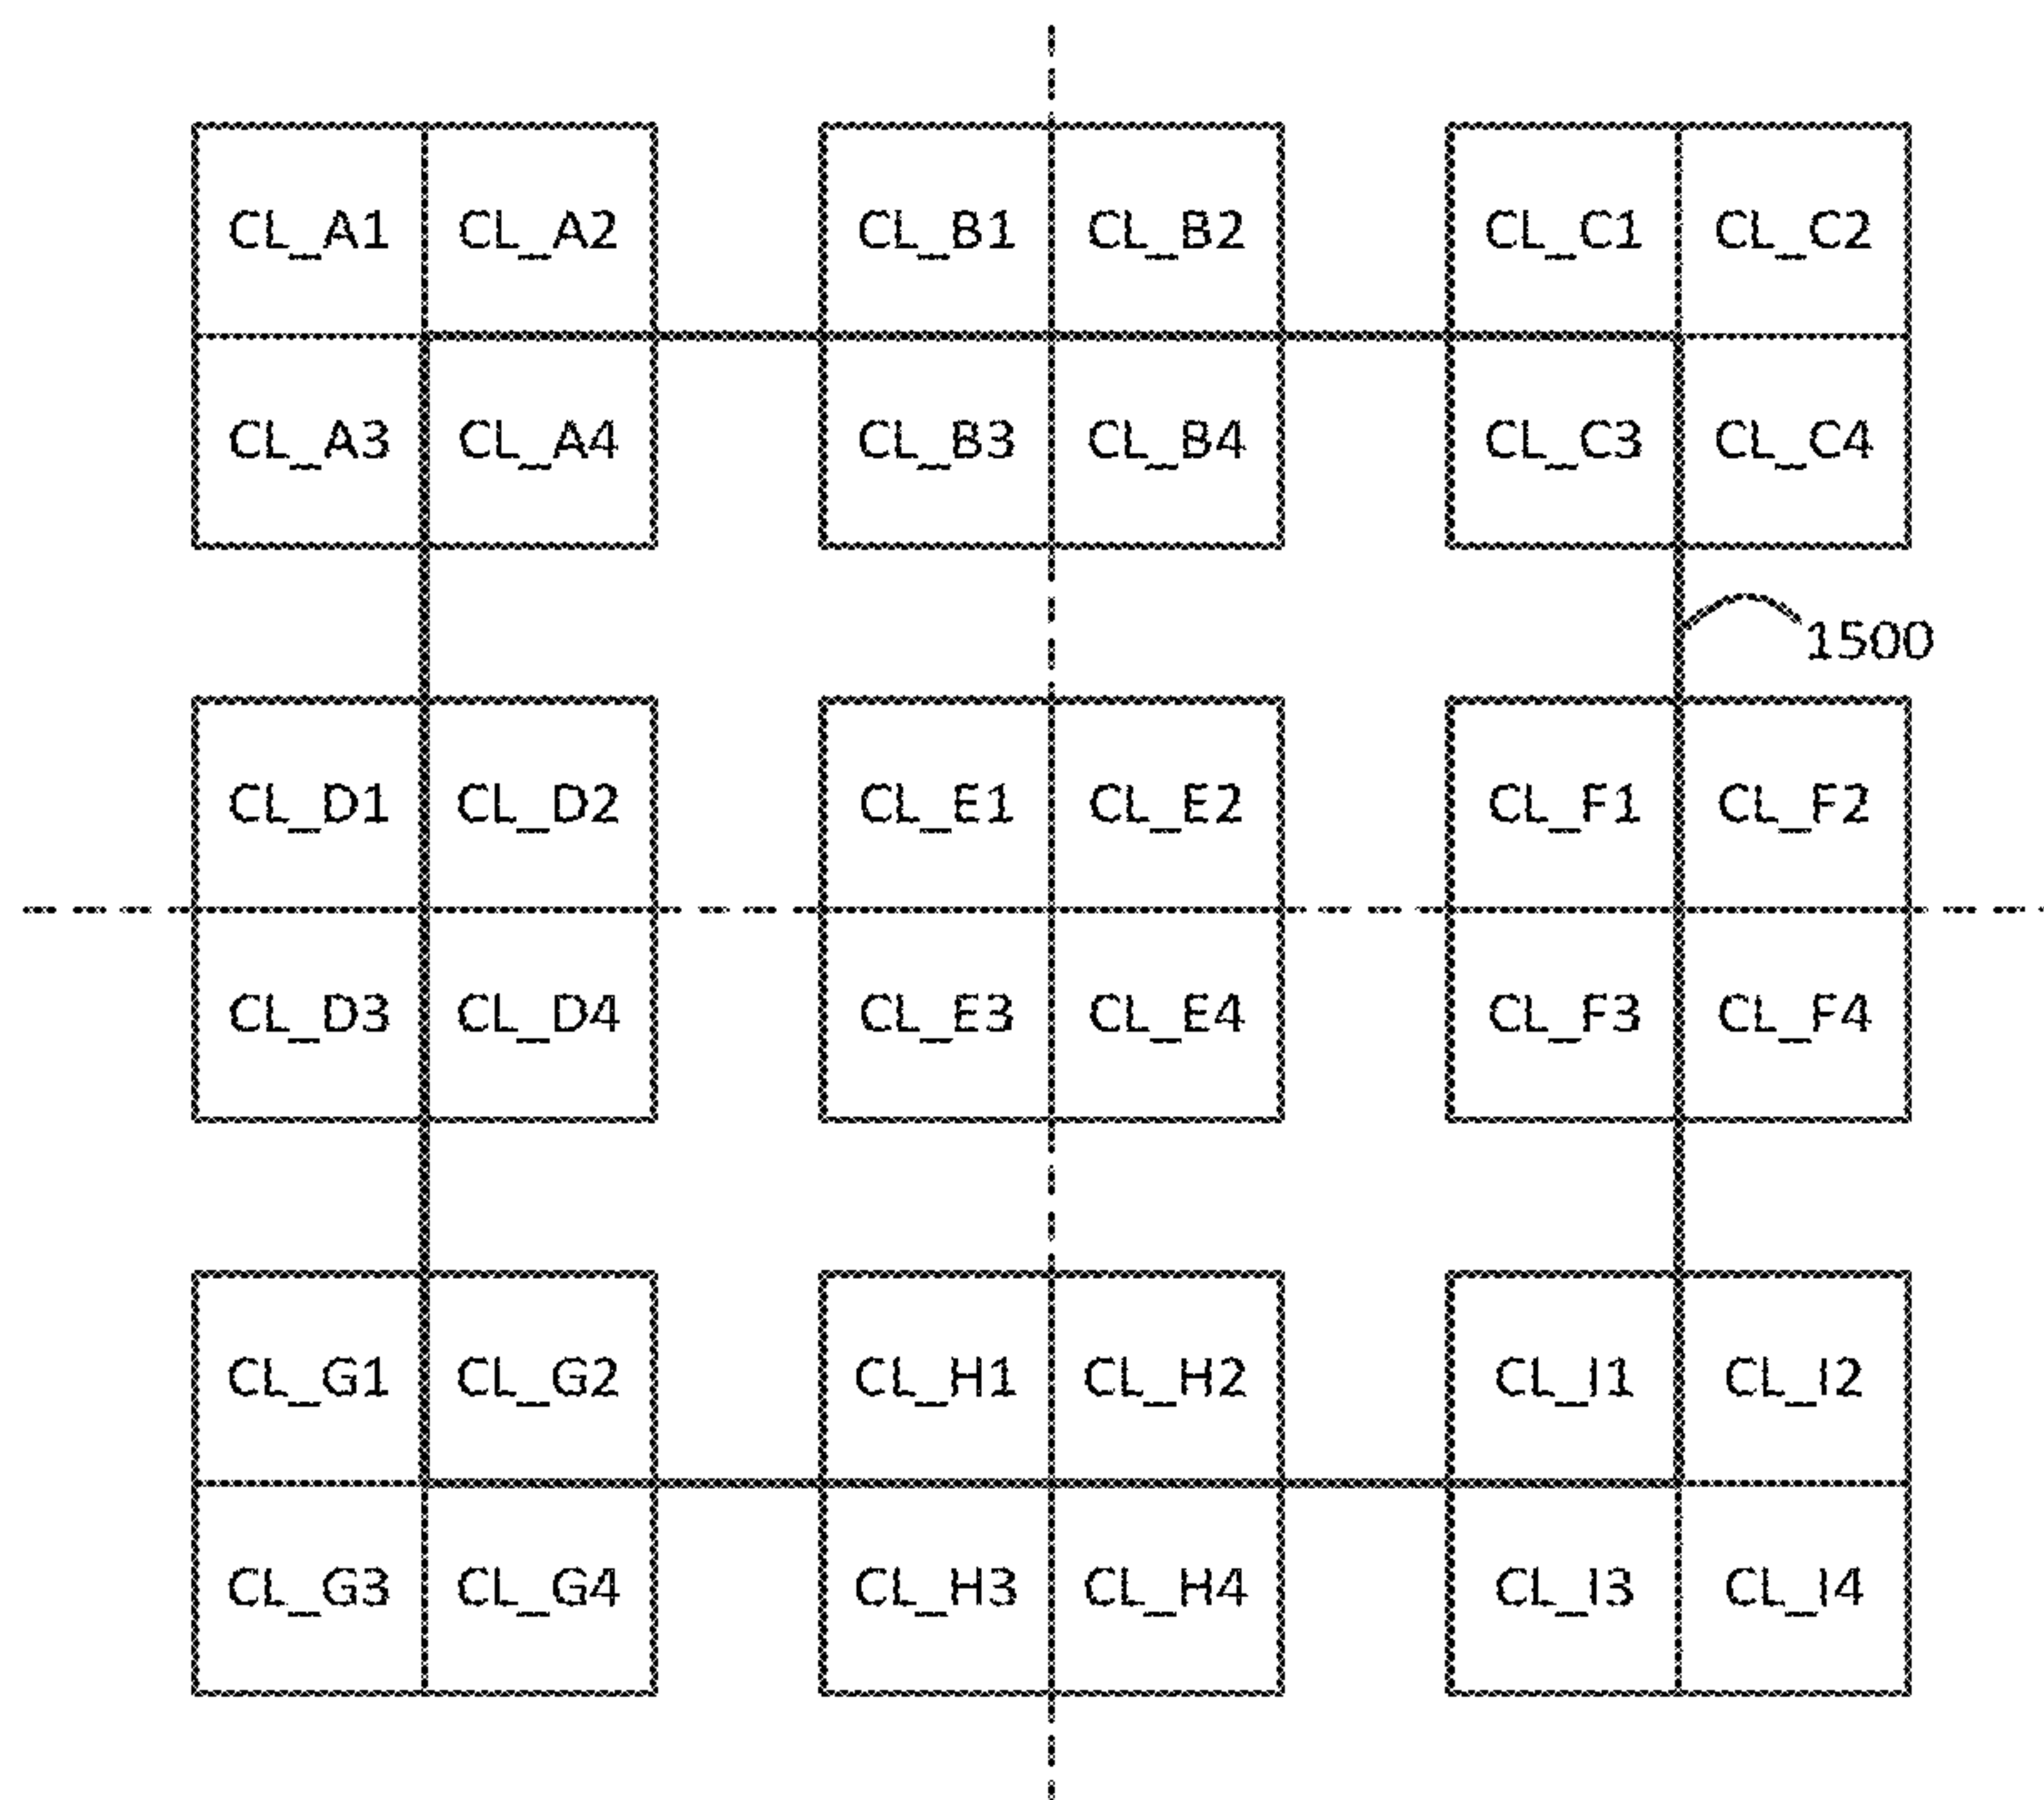 CL_A1 CL_A2 CL_B1 CL_B2 CL_C1 CL_C2
CL_A3 CL_A4 CL_B3 CL_B4 CL_C3 CL_C4
1500
CL_D1 CL_D2 CL_E1 CL_E2 CL_F1 CL_F2
CL_D3 CL_D4 CL_E3 CL_E4 CL_F3 CL_F4
CL_G1 CL_G2 CL_H1 CL_H2 CL_I1 CL_I2
CL_G3 CL_G4 CL_H3 CL_H4 CL_I3 CL_I4